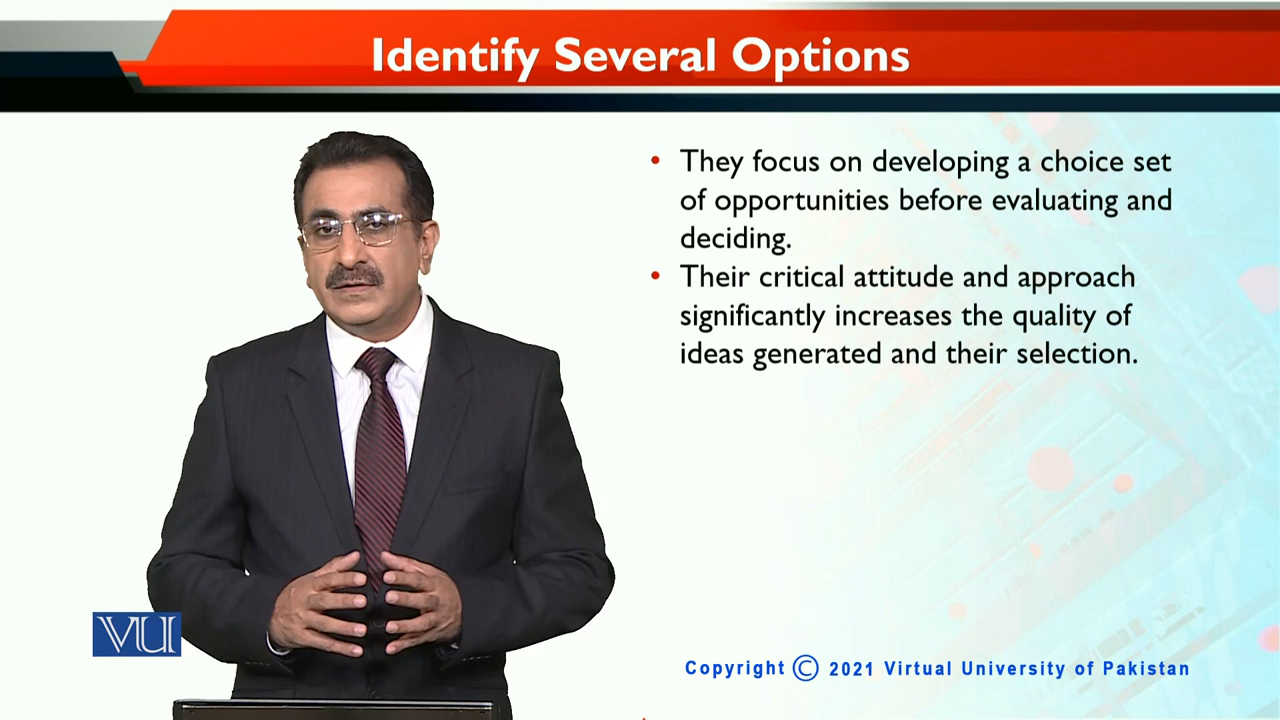 Identify Several Options
• They focus on developing a choice set
of opportunities before evaluating and
deciding.
• Their critical attitude and approach
significantly increases the quality of
ideas generated and their selection.
VU
Copyright © 2021 Virtual University of Pakistan